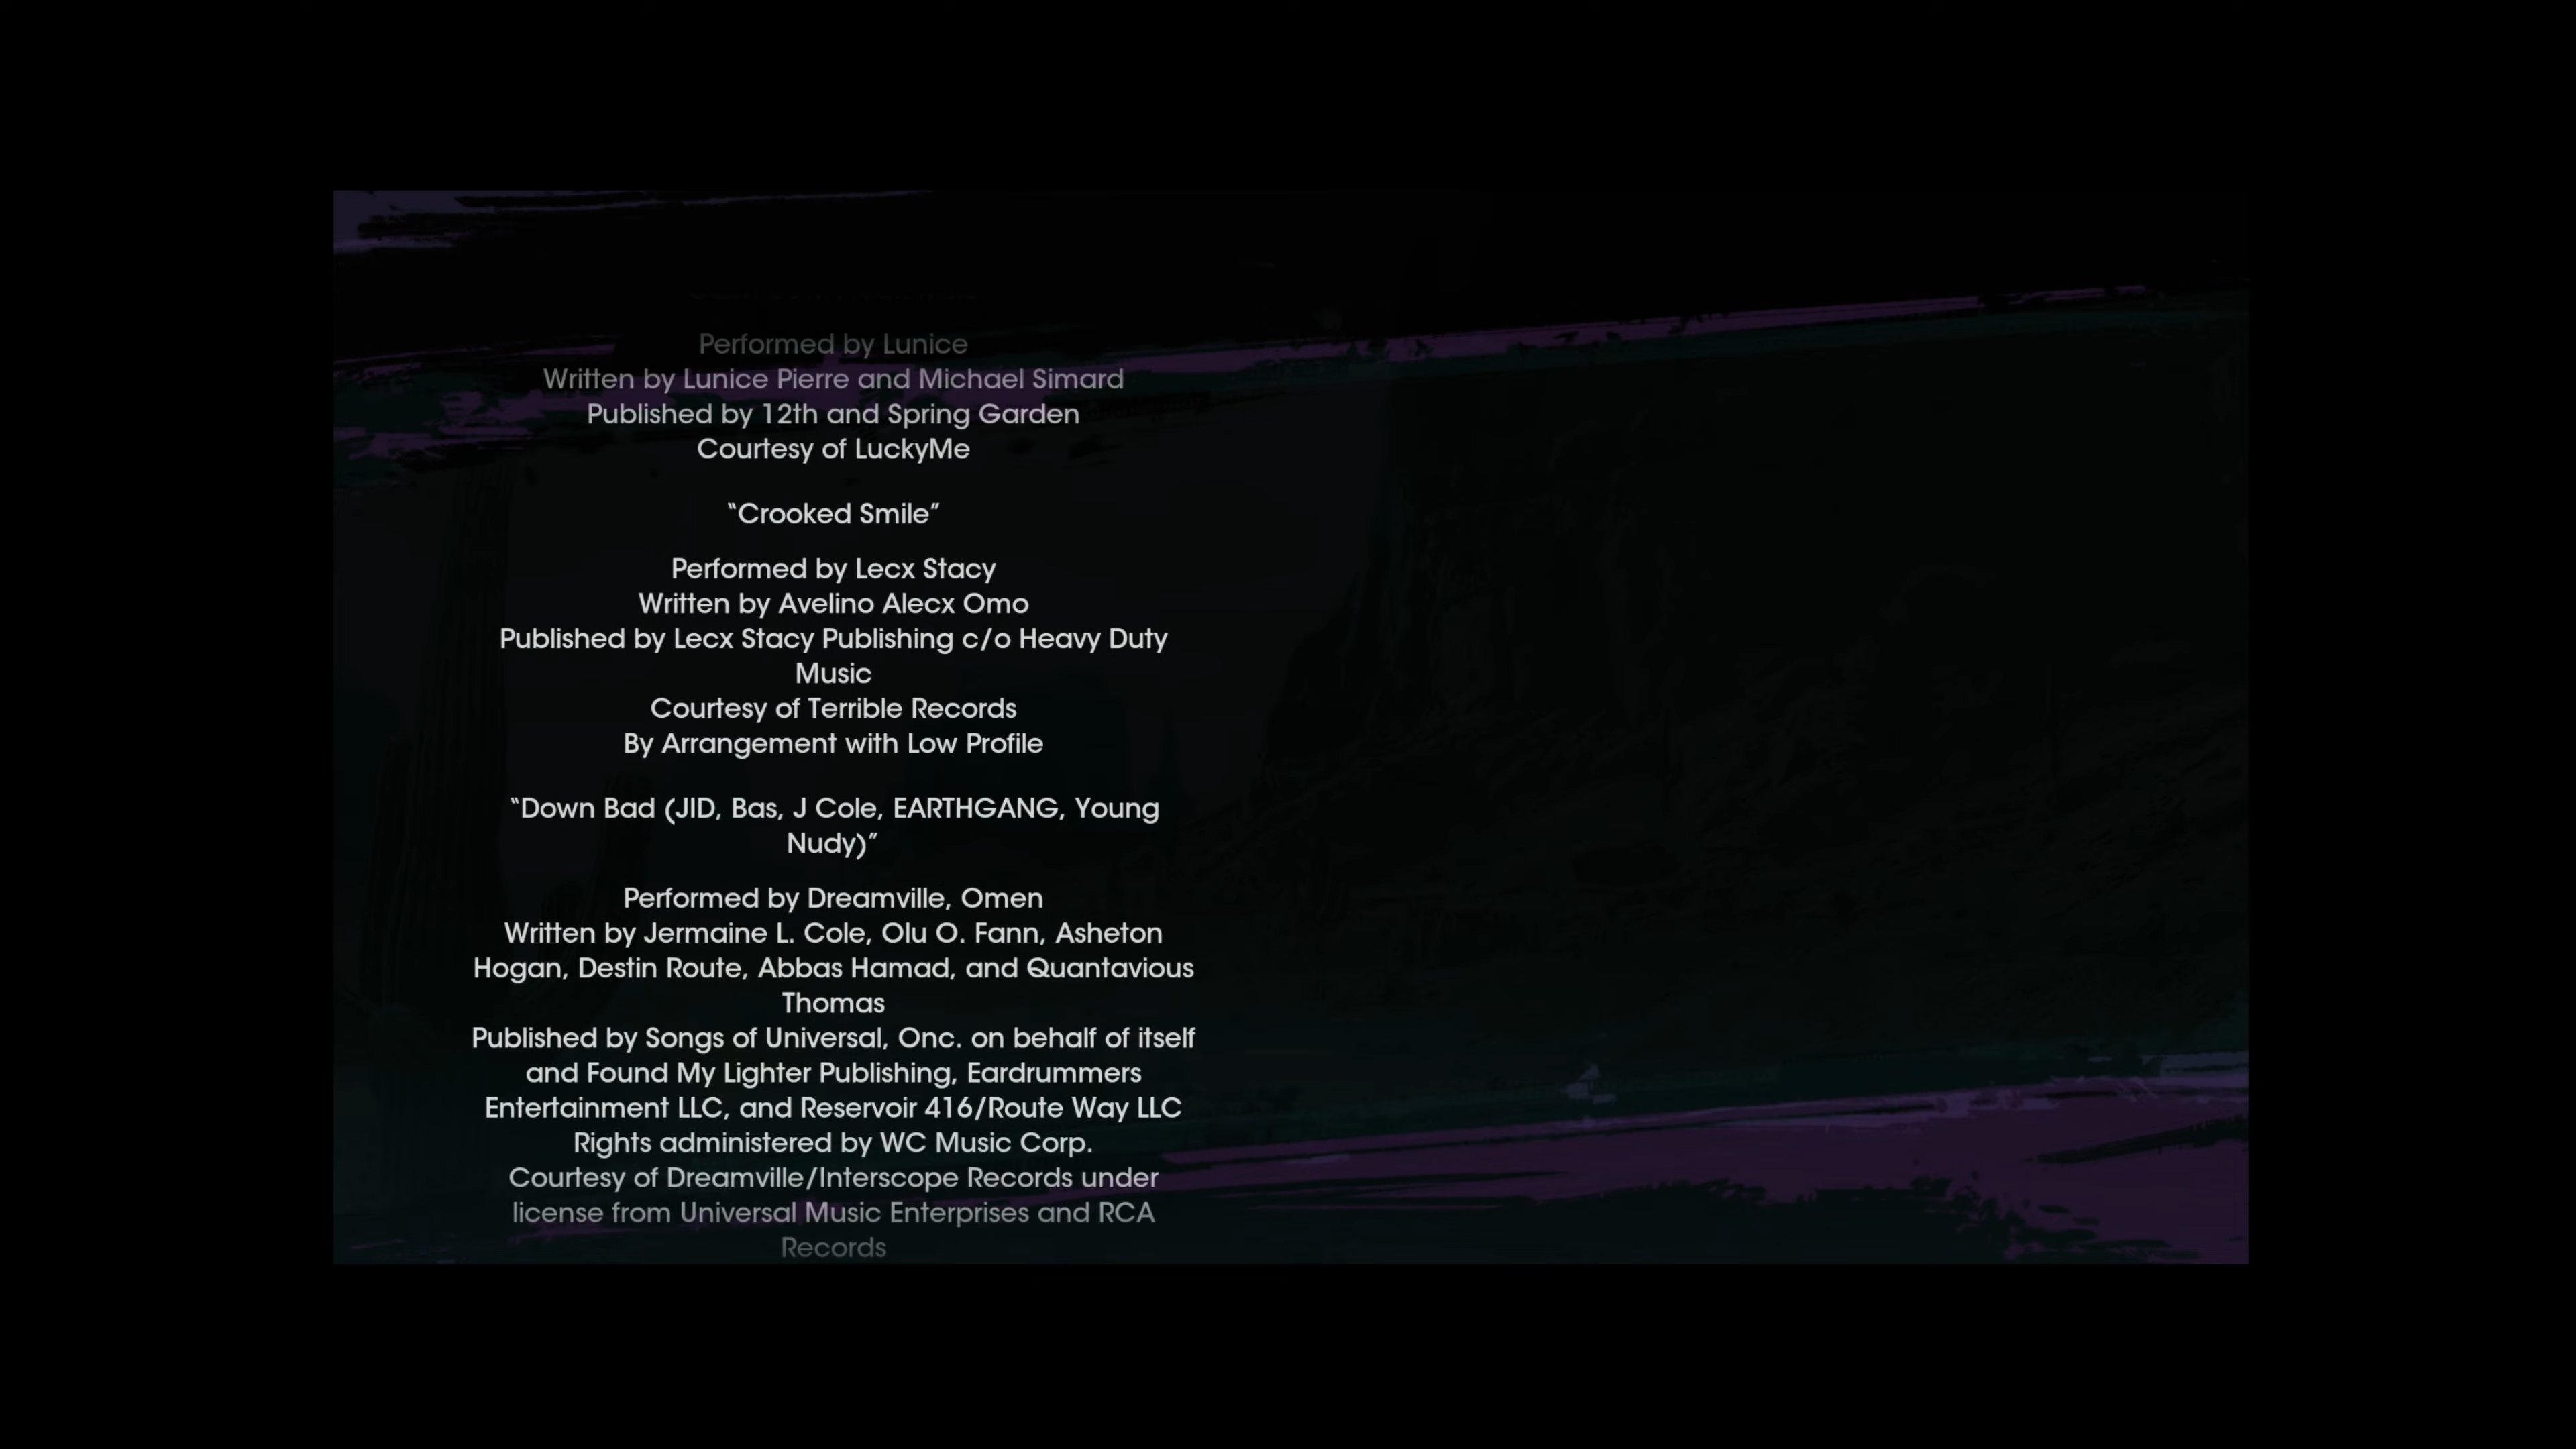 Performed by Lunice
Written by Lunice Pierre and Michael Simard
Published by 12th and Spring Garden
Courtesy of LuckyMe
“Crooked Smile”
Performed by Lecx Stacy
Written by Avelino Alecx Omo
Published by Lecx Stacy Publishing c/o Heavy Duty
Music
Courtesy of Terrible Records
By Arrangement with Low Profile
“Down Bad (JID, Bas, J Cole, EARTHGANG, Young
Nudy)”
Performed by Dreamville, Omen
Written by Jermaine L. Cole, Olu O. Fann, Asheton
Hogan, Destin Route, Abbas Hamad, and Quantavious
Thomas
Published by Songs of Universal, Onc. on behalf of itself
and Found My Lighter Publishing, Eardrummers
Entertainment LLC, and Reservoir 416/Route Way LLC
Rights administered by WC Music Corp.
Courtesy of Dreamville/Interscope Records under
license from Universal Music Enterprises and RCA
Records